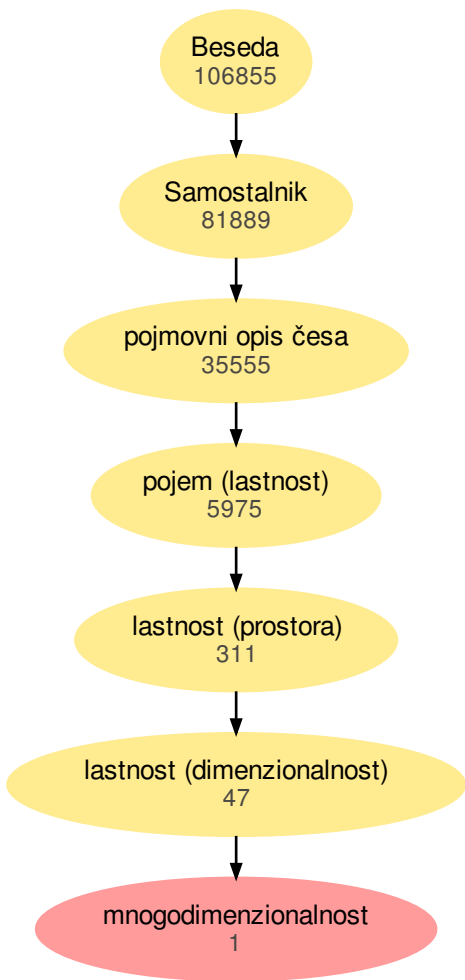 Beseda
106855
Samostalnik
81889
pojmovni opis česa
35555
pojem (lastnost)
5975
lastnost (prostora)
311
lastnost (dimenzionalnost)
47
mnogodimenzionalnost
1